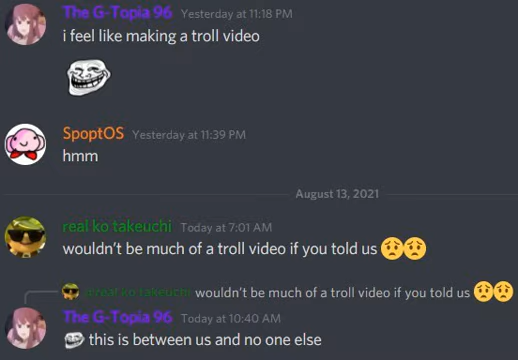 The G-Topia 96 Yesterday at 11:18 PM
i feel like making a troll video
SpoptOS Yesterday at 11:39 PM
hmm
August 13, 2021
real ko takeuchi Today at 7:01 AM
wouldn't be much of a troll video if you told us 😟😟
@real ko takeuchi wouldn't be much of a troll video if you told us 😟😟
The G-Topia 96 Today at 10:40 AM
this is between us and no one else